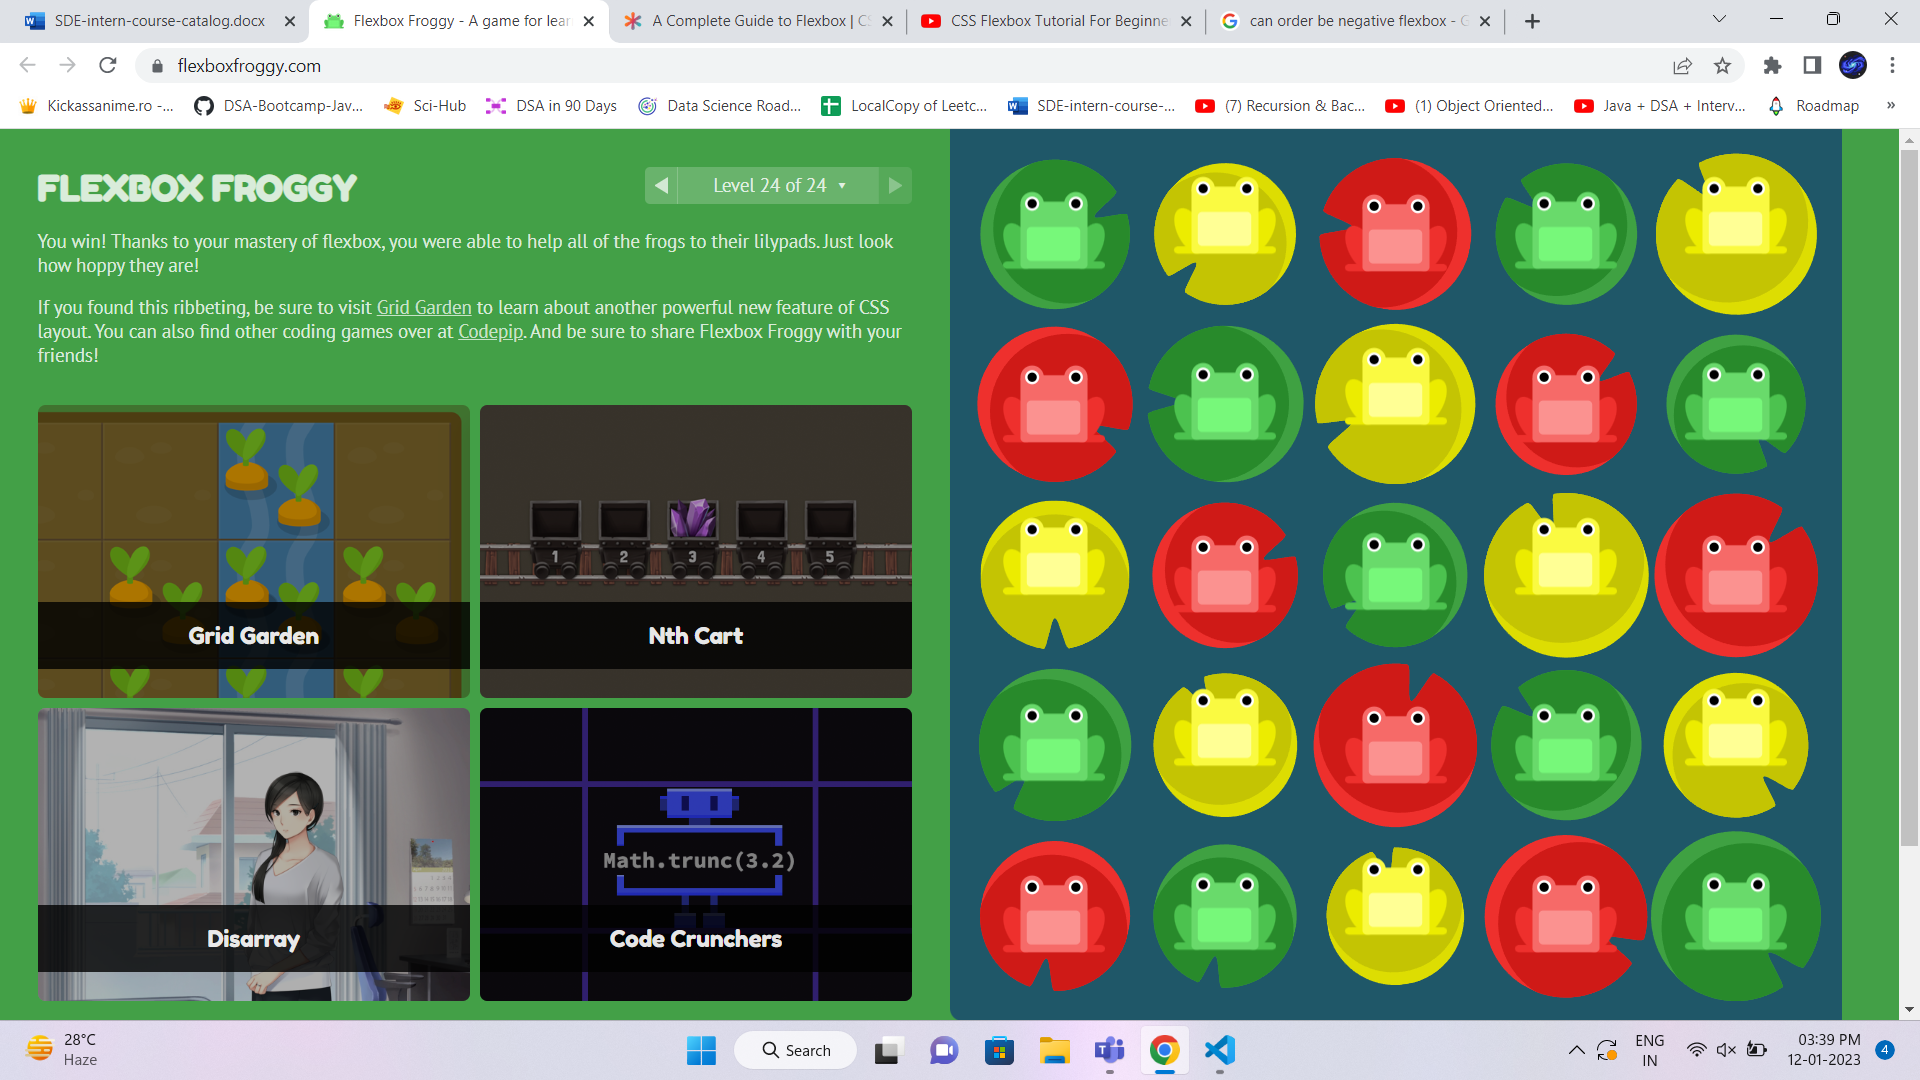 SDE-intern-course-catalog.docx
Flexbox Froggy - A game for lear
A Complete Guide to Flexbox | CS
CSS Flexbox Tutorial For Beginne
can order be negative flexbox - G
flexboxfroggy.com
Kickassanime.ro -...
DSA-Bootcamp-Jav...
Sci-Hub
DSA in 90 Days
Data Science Road...
LocalCopy of Leetc...
SDE-intern-course-...
(7) Recursion & Bac...
(1) Object Oriented...
Java + DSA + Interv...
Roadmap
»
FLEXBOX FROGGY
Level 24 of 24
You win! Thanks to your mastery of flexbox, you were able to help all of the frogs to their lilypads. Just look
how hoppy they are!
If you found this ribbeting, be sure to visit Grid Garden to learn about another powerful new feature of CSS
layout. You can also find other coding games over at Codepip. And be sure to share Flexbox Froggy with your
friends!
1 2 3 4 5
Grid Garden
Nth Cart
Math.trunc(3.2)
Disarray
Code Crunchers
28°C
Haze
Search
ENG
IN
03:39 PM
12-01-2023
4